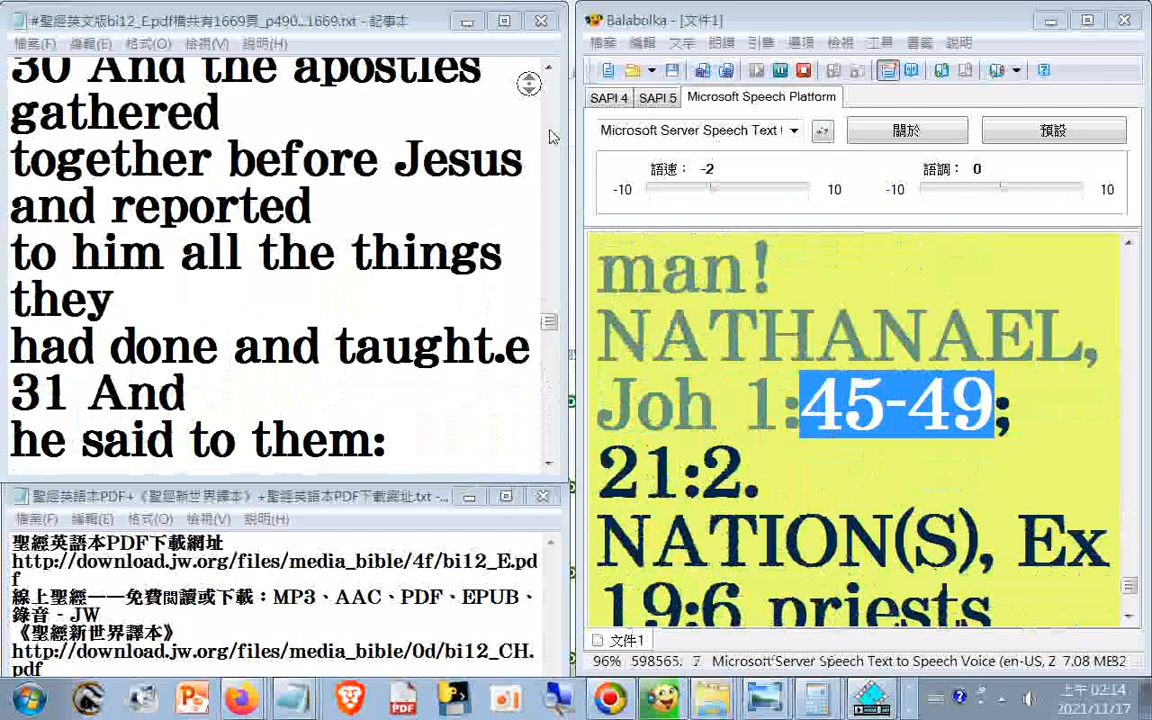 #聖經英文版bi12_E.pdf橫共有1669頁_p490...1669.txt - 記事本
檔案(F) 編輯(E) 格式(O) 檢視(V) 說明(H)
30 And the apostles
gathered
together before Jesus
and reported
to him all the things
they
had done and taught.e
31 And
he said to them:
聖經英語本PDF+《聖經新世界譯本》+聖經英語本PDF下載網址.txt - ...
檔案(F) 編輯(E) 格式(O) 檢視(V) 說明(H)
聖經英語本PDF下載網址
http://download.jw.org/files/media_bible/4f/bi12_E.pd
f
線上聖經——免費閱讀或下載：MP3、AAC、PDF、EPUB、
錄音 - JW
《聖經新世界譯本》
http://download.jw.org/files/media_bible/0d/bi12_CH.
pdf
Balabolka - [文件1]
檔案 編輯 文字 朗讀 引擎 選項 檢視 工具 書籤 說明
SAPI 4 SAPI 5 Microsoft Speech Platform
Microsoft Server Speech Text t 關於 預設
語速： -2 語調： 0
-10 10 -10 10
man!
NATHANAEL,
Joh 1:45-49;
21:2.
NATION(S), Ex
19:6 priests
文件1
96% 598565. 7 Microsoft Server Speech Text to Speech Voice (en-US, Z 7.08 MB32
上午 02:14
2021/11/17